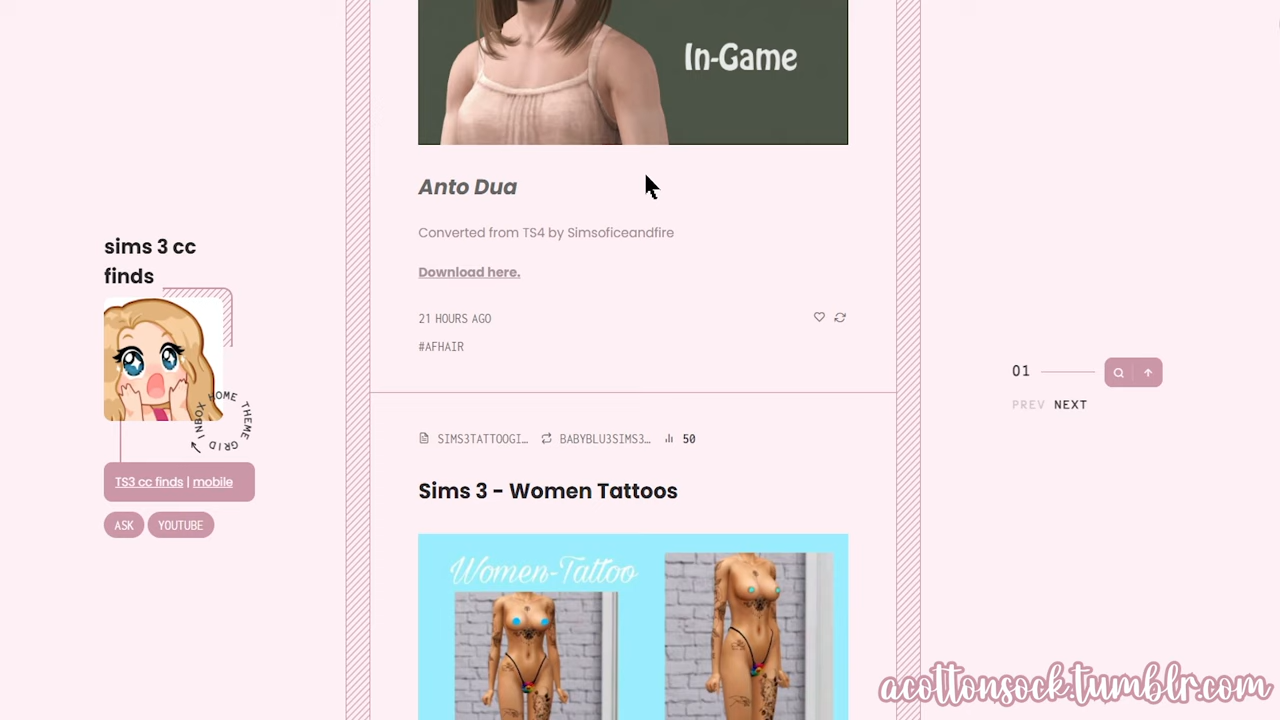 In-Game
Anto Dua
Converted from TS4 by Simsoficeandfire
Download here.
21 HOURS AGO
#AFHAIR
sims 3 cc
finds
HOME THEME GRID INBOX
TS3 cc finds | mobile
ASK YOUTUBE
01
PREV NEXT
SIMS3TATTOOGI... BABYBLU3SIMS3... 50
Sims 3 - Women Tattoos
Women-Tattoo
acottonsock.tumblr.com